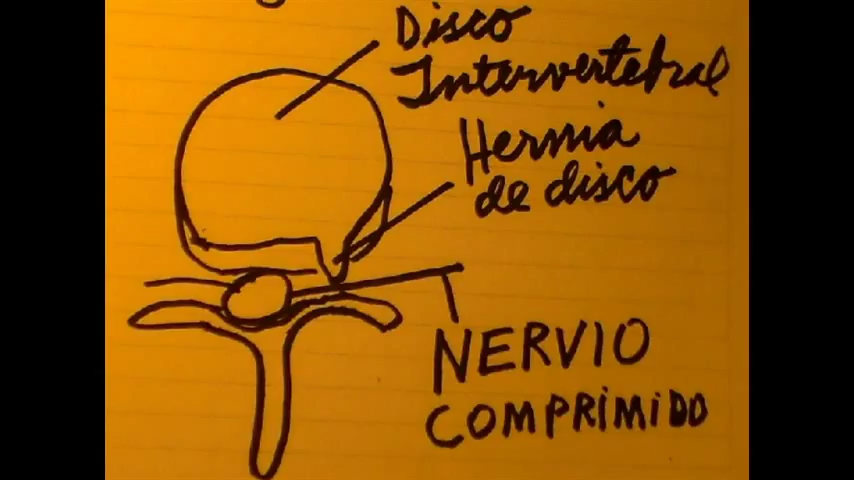 Disco
Intervertebral
Hernia
de disco
NERVIO
COMPRIMIDO